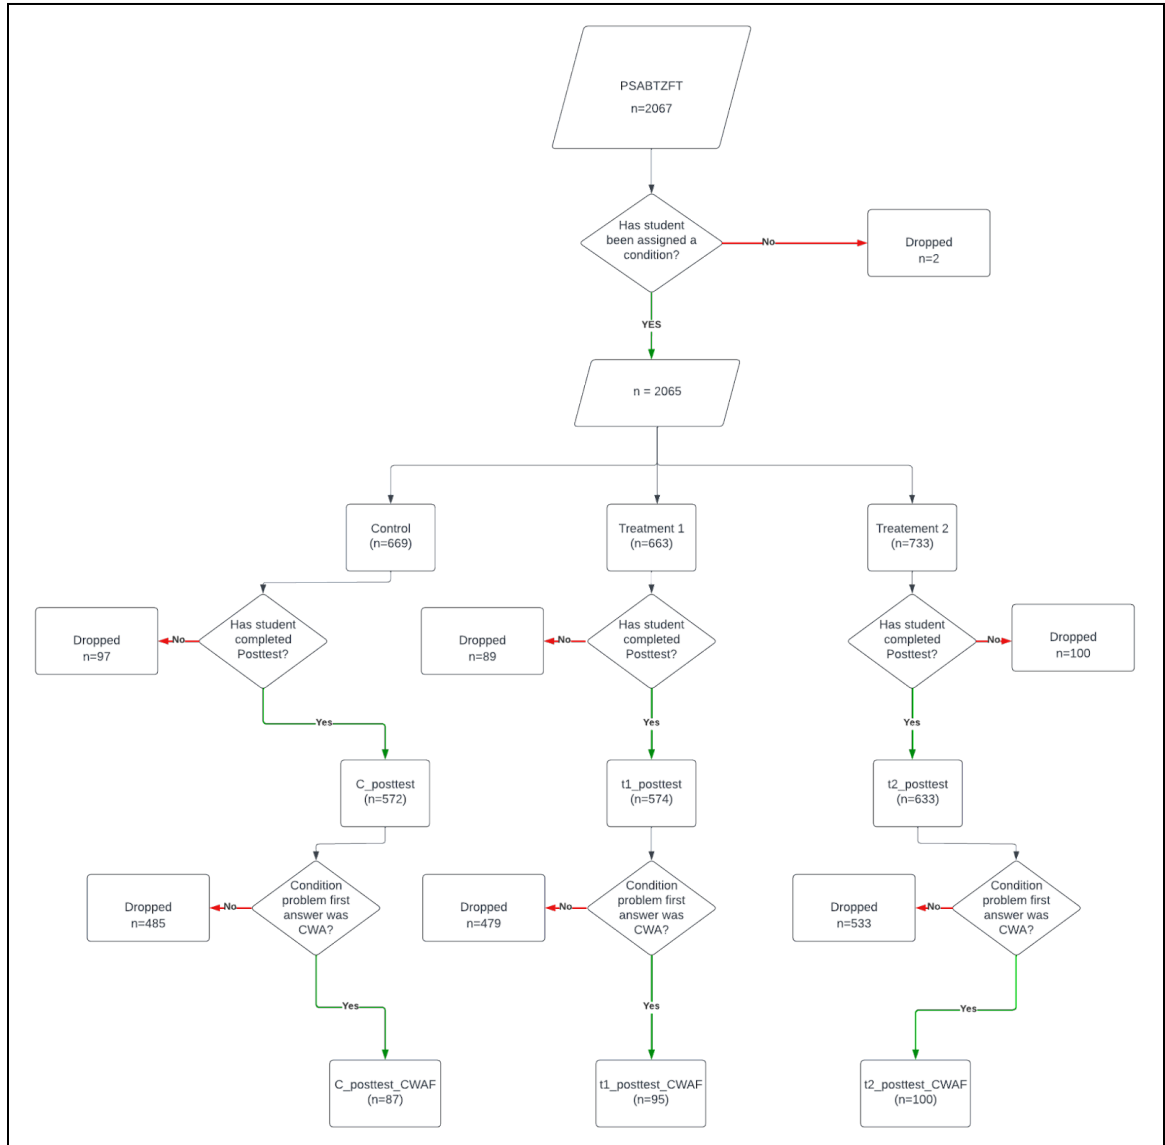 PSABTZFT
n=2067
Has student
been assigned a
condition?
No
Dropped
n=2
YES
n = 2065
Control
(n=669)
Treatment 1
(n=663)
Treatement 2
(n=733)
Dropped
n=97
No
Has student
completed
Posttest?
Dropped
n=89
No
Has student
completed
Posttest?
Has student
completed
Posttest?
No
Dropped
n=100
Yes
Yes
Yes
C_posttest
(n=572)
t1_posttest
(n=574)
t2_posttest
(n=633)
Dropped
n=485
No
Condition
problem first
answer was
CWA?
Dropped
n=479
No
Condition
problem first
answer was
CWA?
Dropped
n=533
No
Condition
problem first
answer was
CWA?
Yes
Yes
Yes
C_posttest_CWAF
(n=87)
t1_posttest_CWAF
(n=95)
t2_posttest_CWAF
(n=100)